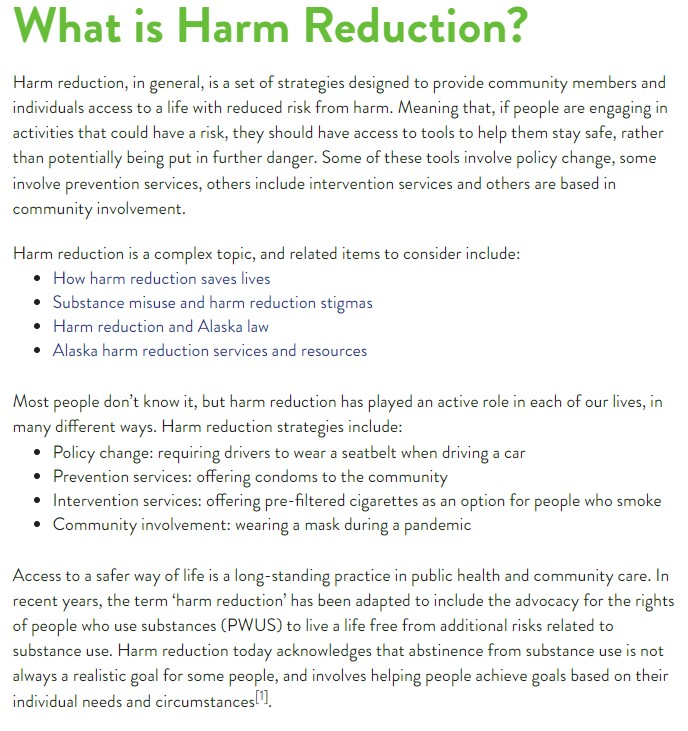 What is Harm Reduction?
Harm reduction, in general, is a set of strategies designed to provide community members and
individuals access to a life with reduced risk from harm. Meaning that, if people are engaging in
activities that could have a risk, they should have access to tools to help them stay safe, rather
than potentially being put in further danger. Some of these tools involve policy change, some
involve prevention services, others include intervention services and others are based in
community involvement.
Harm reduction is a complex topic, and related items to consider include:
• How harm reduction saves lives
• Substance misuse and harm reduction stigmas
• Harm reduction and Alaska law
• Alaska harm reduction services and resources
Most people don't know it, but harm reduction has played an active role in each of our lives, in
many different ways. Harm reduction strategies include:
• Policy change: requiring drivers to wear a seatbelt when driving a car
• Prevention services: offering condoms to the community
• Intervention services: offering pre-filtered cigarettes as an option for people who smoke
• Community involvement: wearing a mask during a pandemic
Access to a safer way of life is a long-standing practice in public health and community care. In
recent years, the term 'harm reduction' has been adapted to include the advocacy for the rights
of people who use substances (PWUS) to live a life free from additional risks related to
substance use. Harm reduction today acknowledges that abstinence from substance use is not
always a realistic goal for some people, and involves helping people achieve goals based on their
individual needs and circumstances[1].